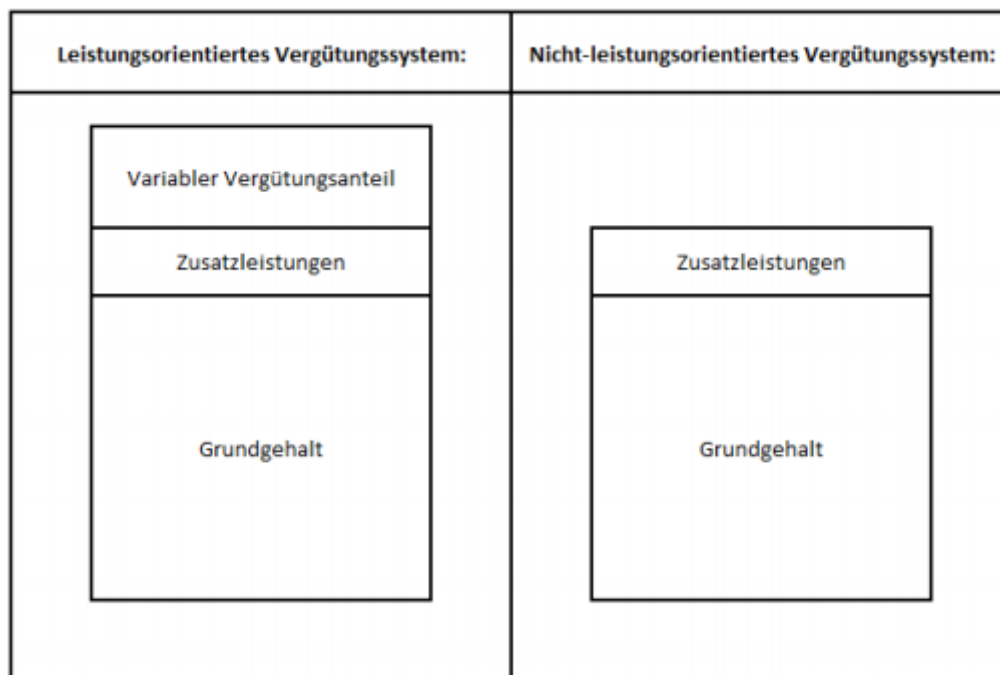 Leistungsorientiertes Vergütungssystem:
Nicht-leistungsorientiertes Vergütungssystem:
Variabler Vergütungsanteil
Zusatzleistungen
Grundgehalt
Zusatzleistungen
Grundgehalt